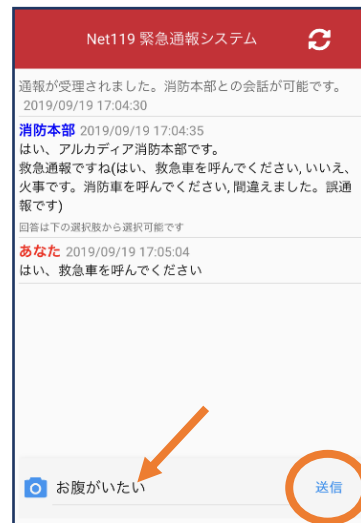 Net119 緊急通報システム
通報が受理されました。消防本部との会話が可能です。
2019/09/19 17:04:30
消防本部 2019/09/19 17:04:35
はい、アルカディア消防本部です。
救急通報ですね(はい、救急車を呼んでください, いいえ、
火事です。消防車を呼んでください, 間違えました。誤通
報です)
回答は下の選択肢から選択可能です
あなた 2019/09/19 17:05:04
はい、救急車を呼んでください
お腹がいたい
送信